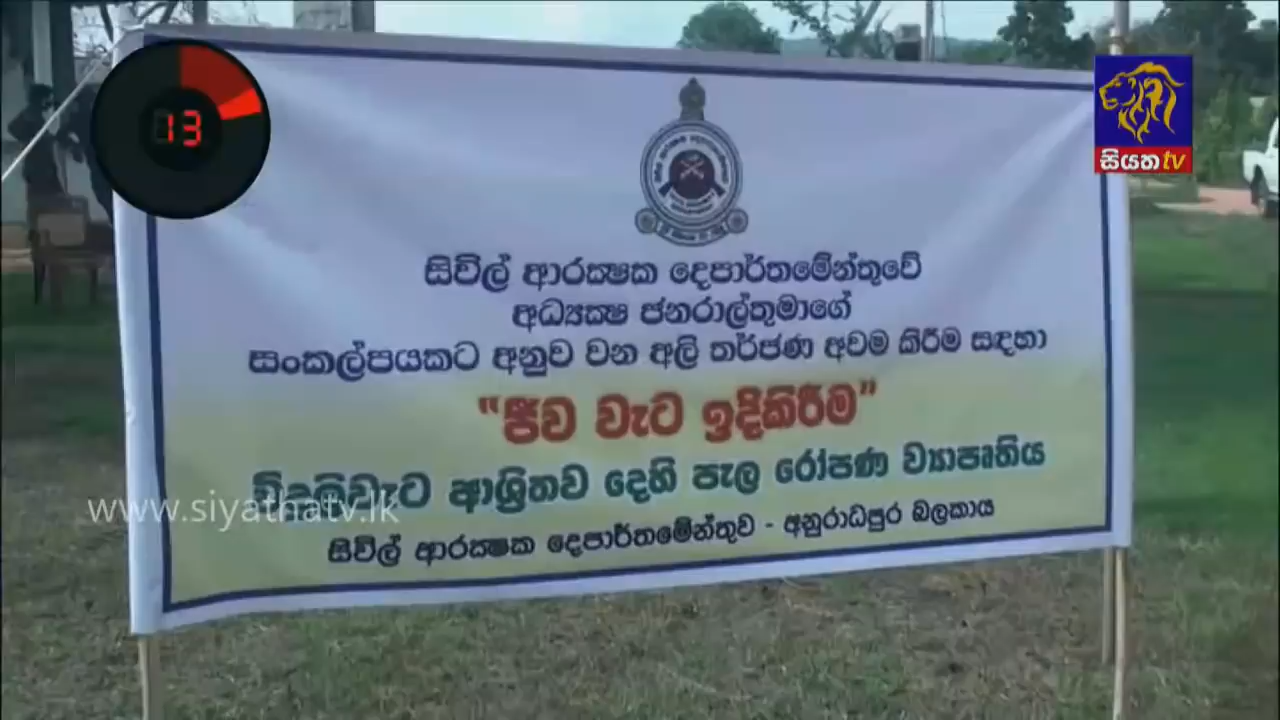 13
සියත tv
සිවිල් ආරක්ෂක දෙපාර්තමේන්තුවේ
අධ්‍යක්ෂ ජනරාල්තුමාගේ
සංකල්පයකට අනුව වන අලි තර්ජණ අවම කිරීම සඳහා
"ජීව වැට ඉදිකිරීම"
ආශ්‍රිතව දෙහි පැල රෝපණ ව්‍යාපෘතිය
www.siyathatv.lk
සිවිල් ආරක්ෂක දෙපාර්තමේන්තුව - අනුරාධපුර බලකාය